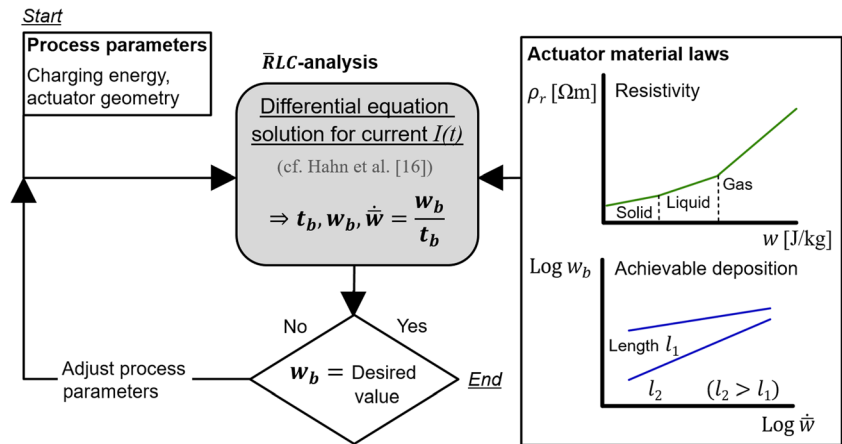 Start
Process parameters
Charging energy,
actuator geometry
R̄LC-analysis
Differential equation
solution for current I(t)
(cf. Hahn et al. [16])
⇒ t_b, w_b, w̄̇ = w_b / t_b
No
Yes
w_b = Desired
value
End
Adjust process
parameters
Actuator material laws
ρ_r [Ωm]
Resistivity
Gas
Liquid
Solid
w [J/kg]
Log w_b
Achievable deposition
Length l_1
l_2 (l_2 > l_1)
Log w̄̇